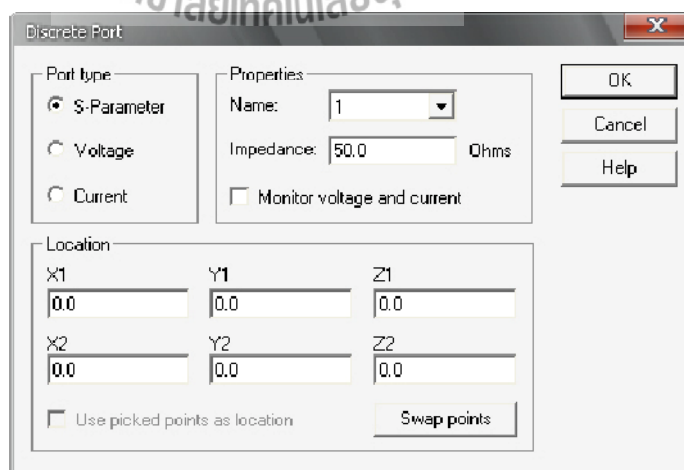 Discrete Port
Port type
S-Parameter
Voltage
Current
Properties
Name: 1
Impedance: 50.0 Ohms
Monitor voltage and current
OK
Cancel
Help
Location
X1 Y1 Z1
0.0 0.0 0.0
X2 Y2 Z2
0.0 0.0 0.0
Use picked points as location
Swap points